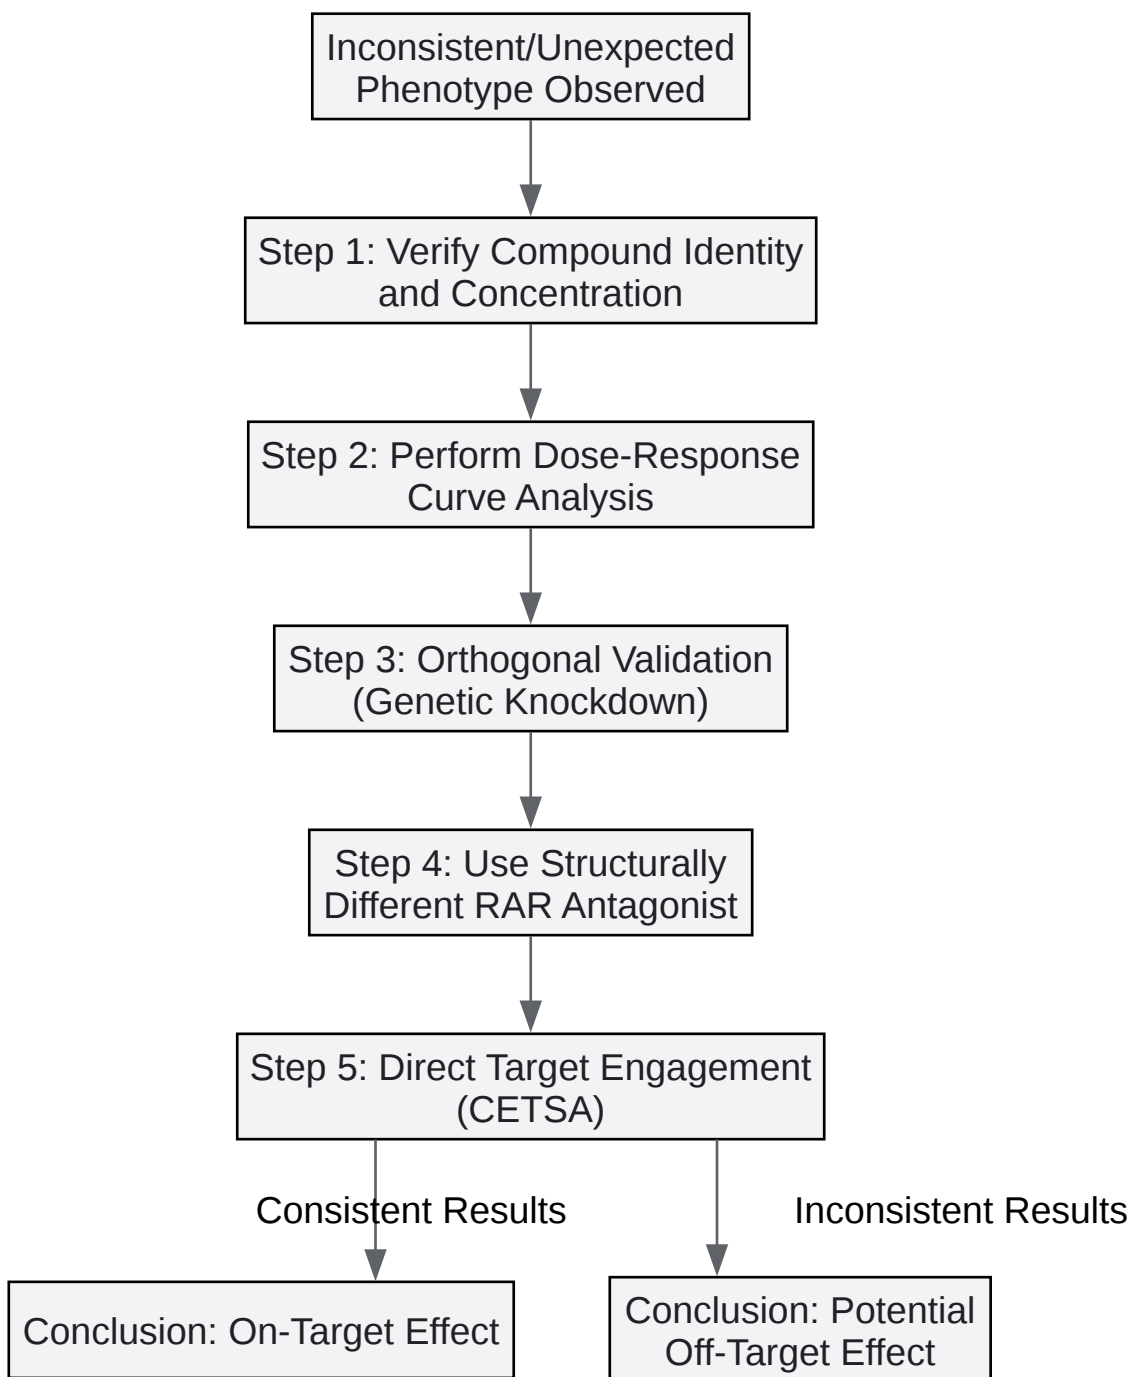 Inconsistent/Unexpected
Phenotype Observed
Step 1: Verify Compound Identity
and Concentration
Step 2: Perform Dose-Response
Curve Analysis
Step 3: Orthogonal Validation
(Genetic Knockdown)
Step 4: Use Structurally
Different RAR Antagonist
Step 5: Direct Target Engagement
(CETSA)
Consistent Results
Inconsistent Results
Conclusion: On-Target Effect
Conclusion: Potential
Off-Target Effect